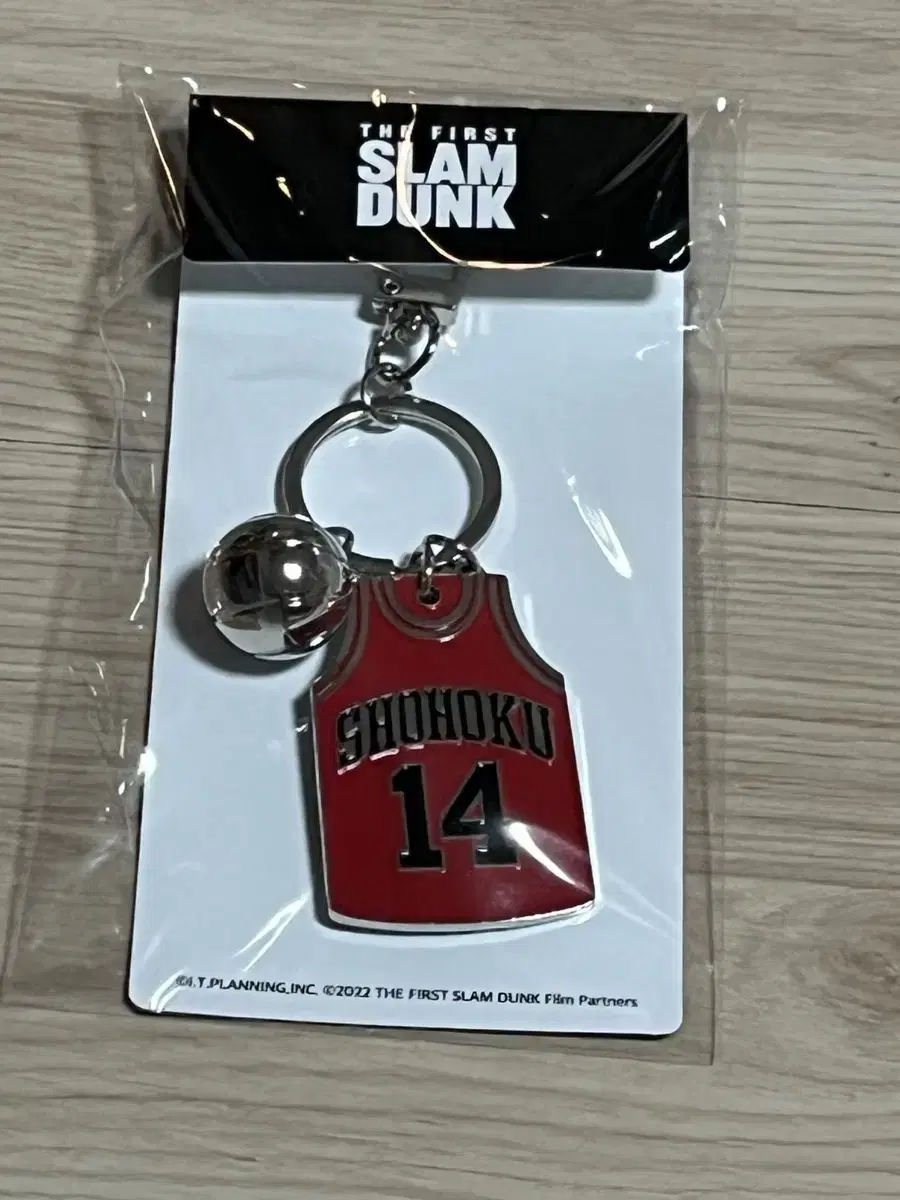 THE FIRST
SLAM
DUNK
SHOHOKU
14
©I.T.PLANNING,INC. ©2022 THE FIRST SLAM DUNK Film Partners